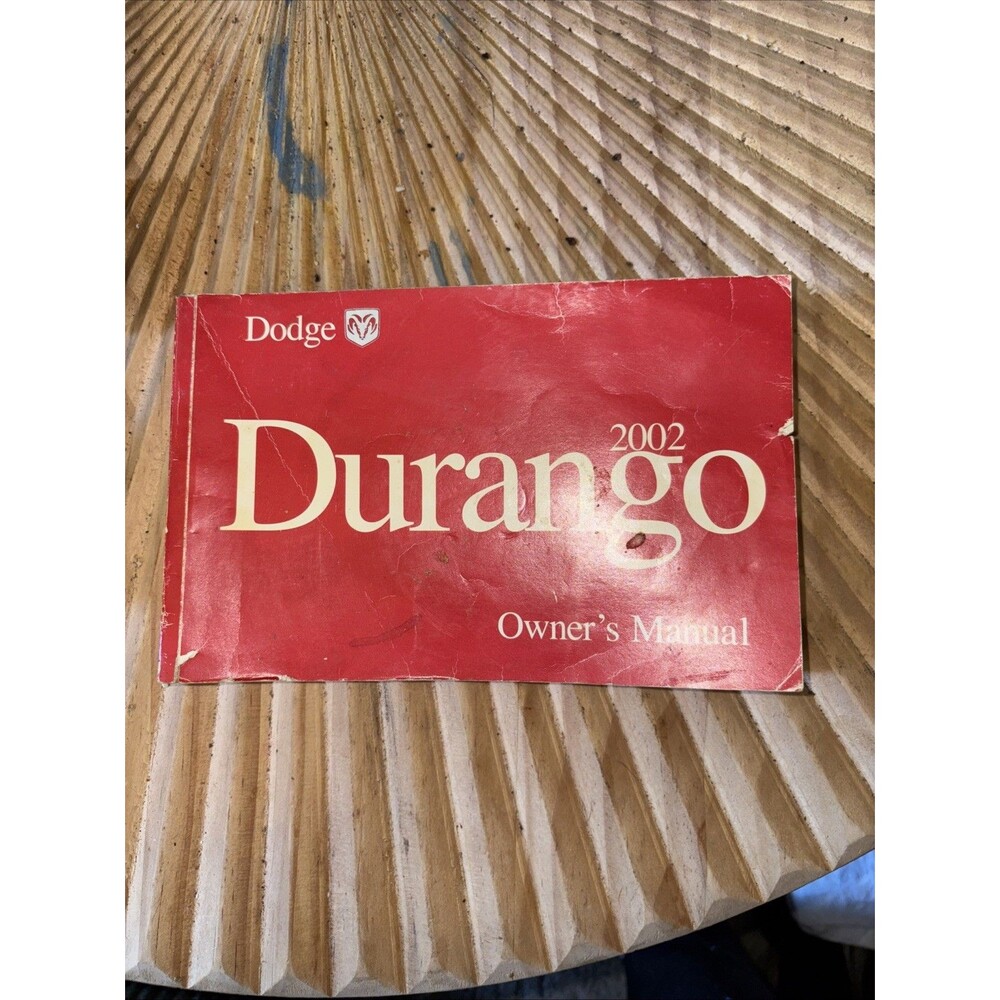 Dodge
2002
Durango
Owner's Manual